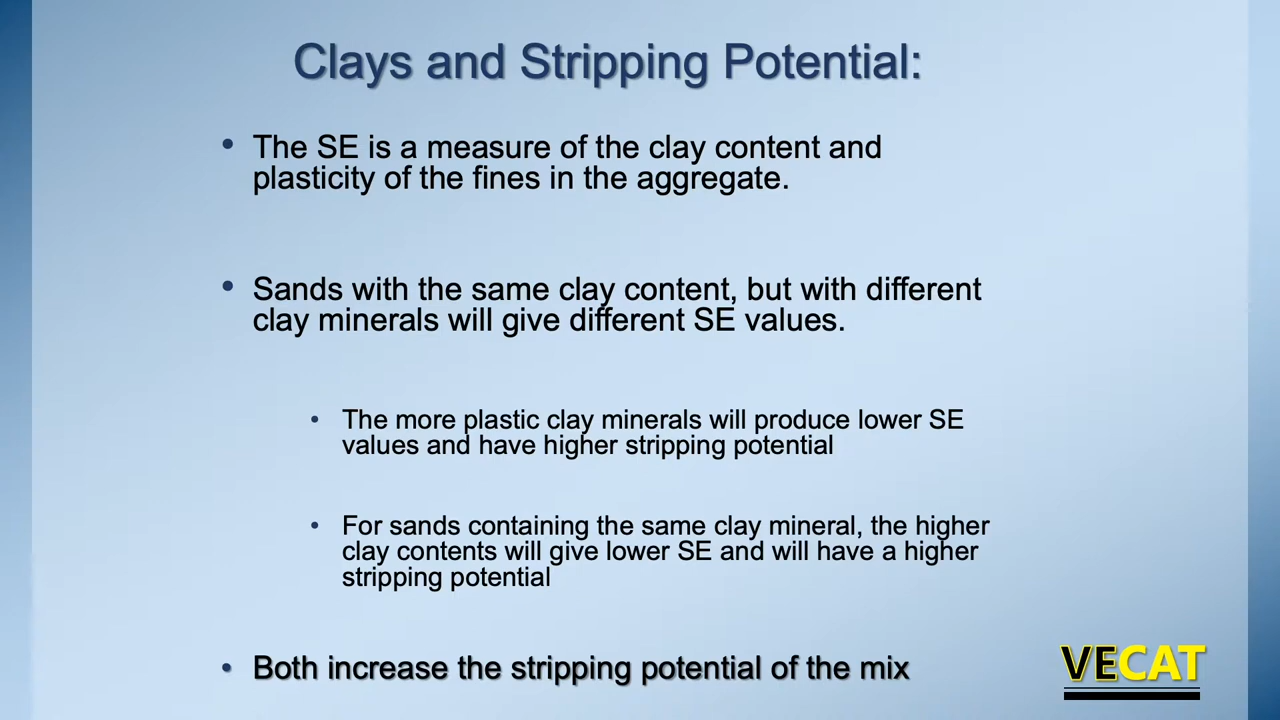 Clays and Stripping Potential:
• The SE is a measure of the clay content and
plasticity of the fines in the aggregate.
• Sands with the same clay content, but with different
clay minerals will give different SE values.
• The more plastic clay minerals will produce lower SE
values and have higher stripping potential
• For sands containing the same clay mineral, the higher
clay contents will give lower SE and will have a higher
stripping potential
• Both increase the stripping potential of the mix
VECAT